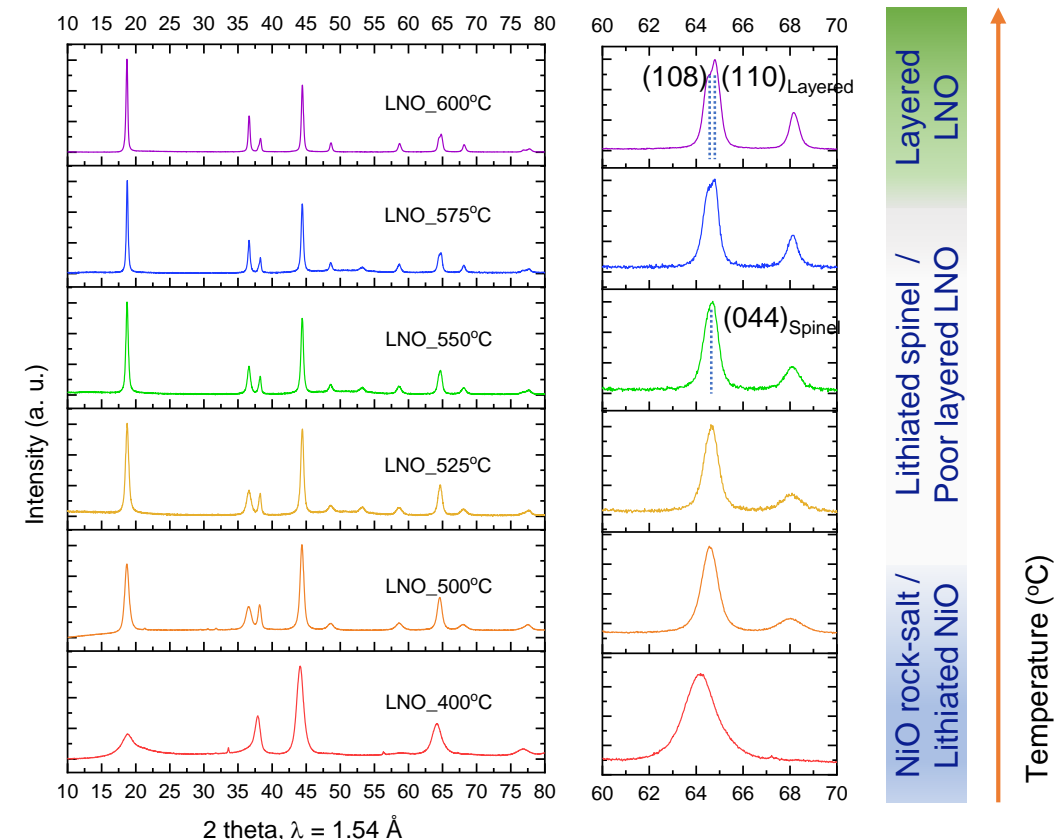 10 15 20 25 30 35 40 45 50 55 60 65 70 75 80
60 62 64 66 68 70
LNO_600°C
(108) (110)Layered
LNO_575°C
LNO_550°C
(044)Spinel
LNO_525°C
LNO_500°C
LNO_400°C
10 15 20 25 30 35 40 45 50 55 60 65 70 75 80
60 62 64 66 68 70
2 theta, λ = 1.54 Å
Intensity (a. u.)
Layered
LNO
Lithiated spinel /
Poor layered LNO
NiO rock-salt /
Lithiated NiO
Temperature (°C)